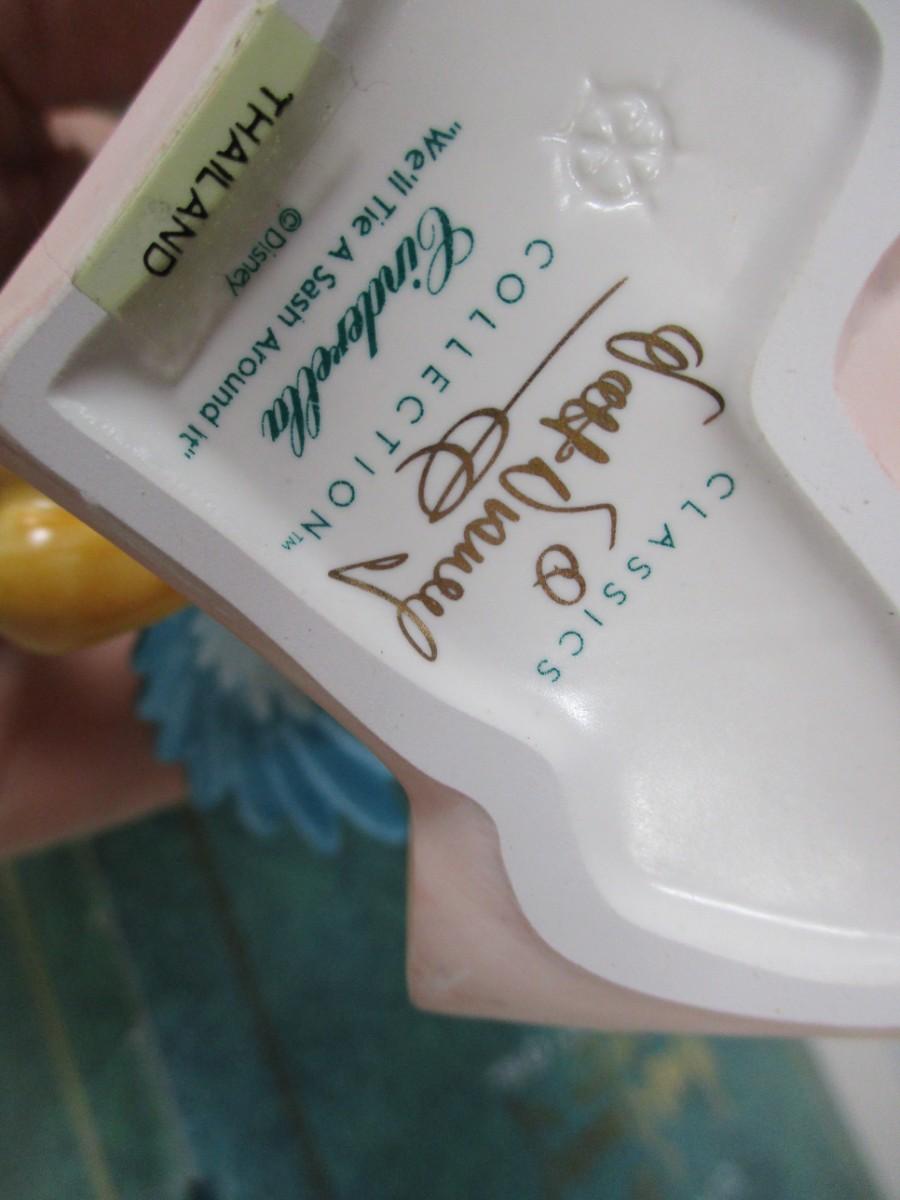 Walt Disney
CLASSICS
COLLECTION™
Cinderella
"We'll Tie A Sash Around It"
©Disney
THAILAND